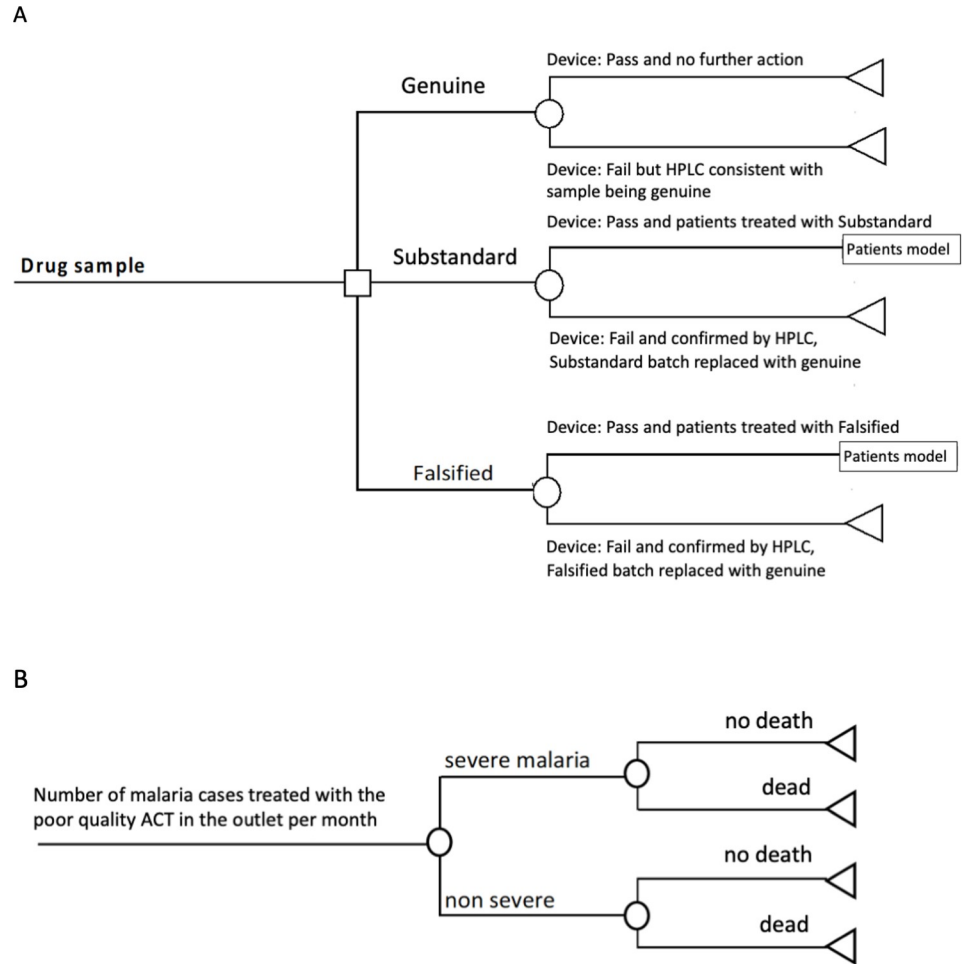 A
Device: Pass and no further action
Genuine
Device: Fail but HPLC consistent with
sample being genuine
Device: Pass and patients treated with Substandard
Patients model
Substandard
Drug sample
Device: Fail and confirmed by HPLC,
Substandard batch replaced with genuine
Device: Pass and patients treated with Falsified
Patients model
Falsified
Device: Fail and confirmed by HPLC,
Falsified batch replaced with genuine
B
no death
severe malaria
dead
Number of malaria cases treated with the
poor quality ACT in the outlet per month
no death
non severe
dead